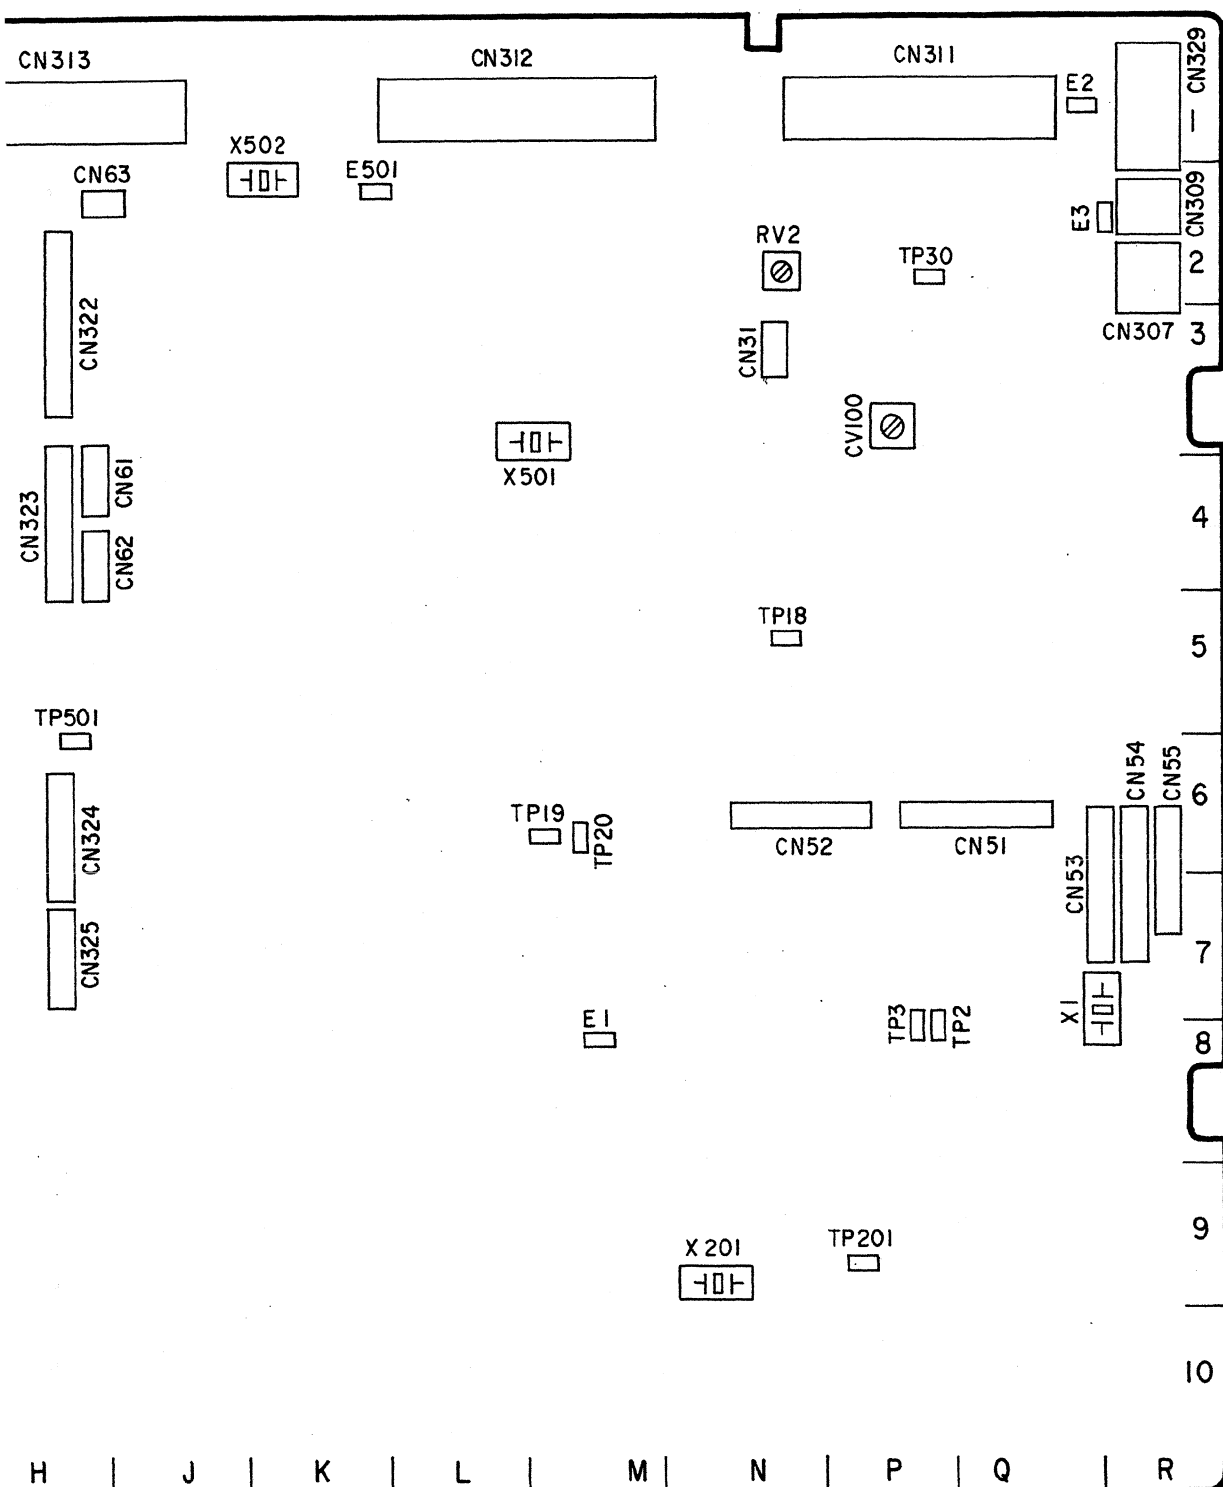 CN313
CN312
CN311
E2
CN329
1
X502
E501
CN63
CN309
E3
RV2
TP30
2
CN322
CN31
CN307
3
CV100
X501
CN323
CN61
4
CN62
TP18
5
TP501
CN54
CN55
6
CN324
TP19
TP20
CN52
CN51
CN53
CN325
7
E1
TP3
TP2
X1
8
X201
TP201
9
10
H | J | K | L | M | N | P | Q | R